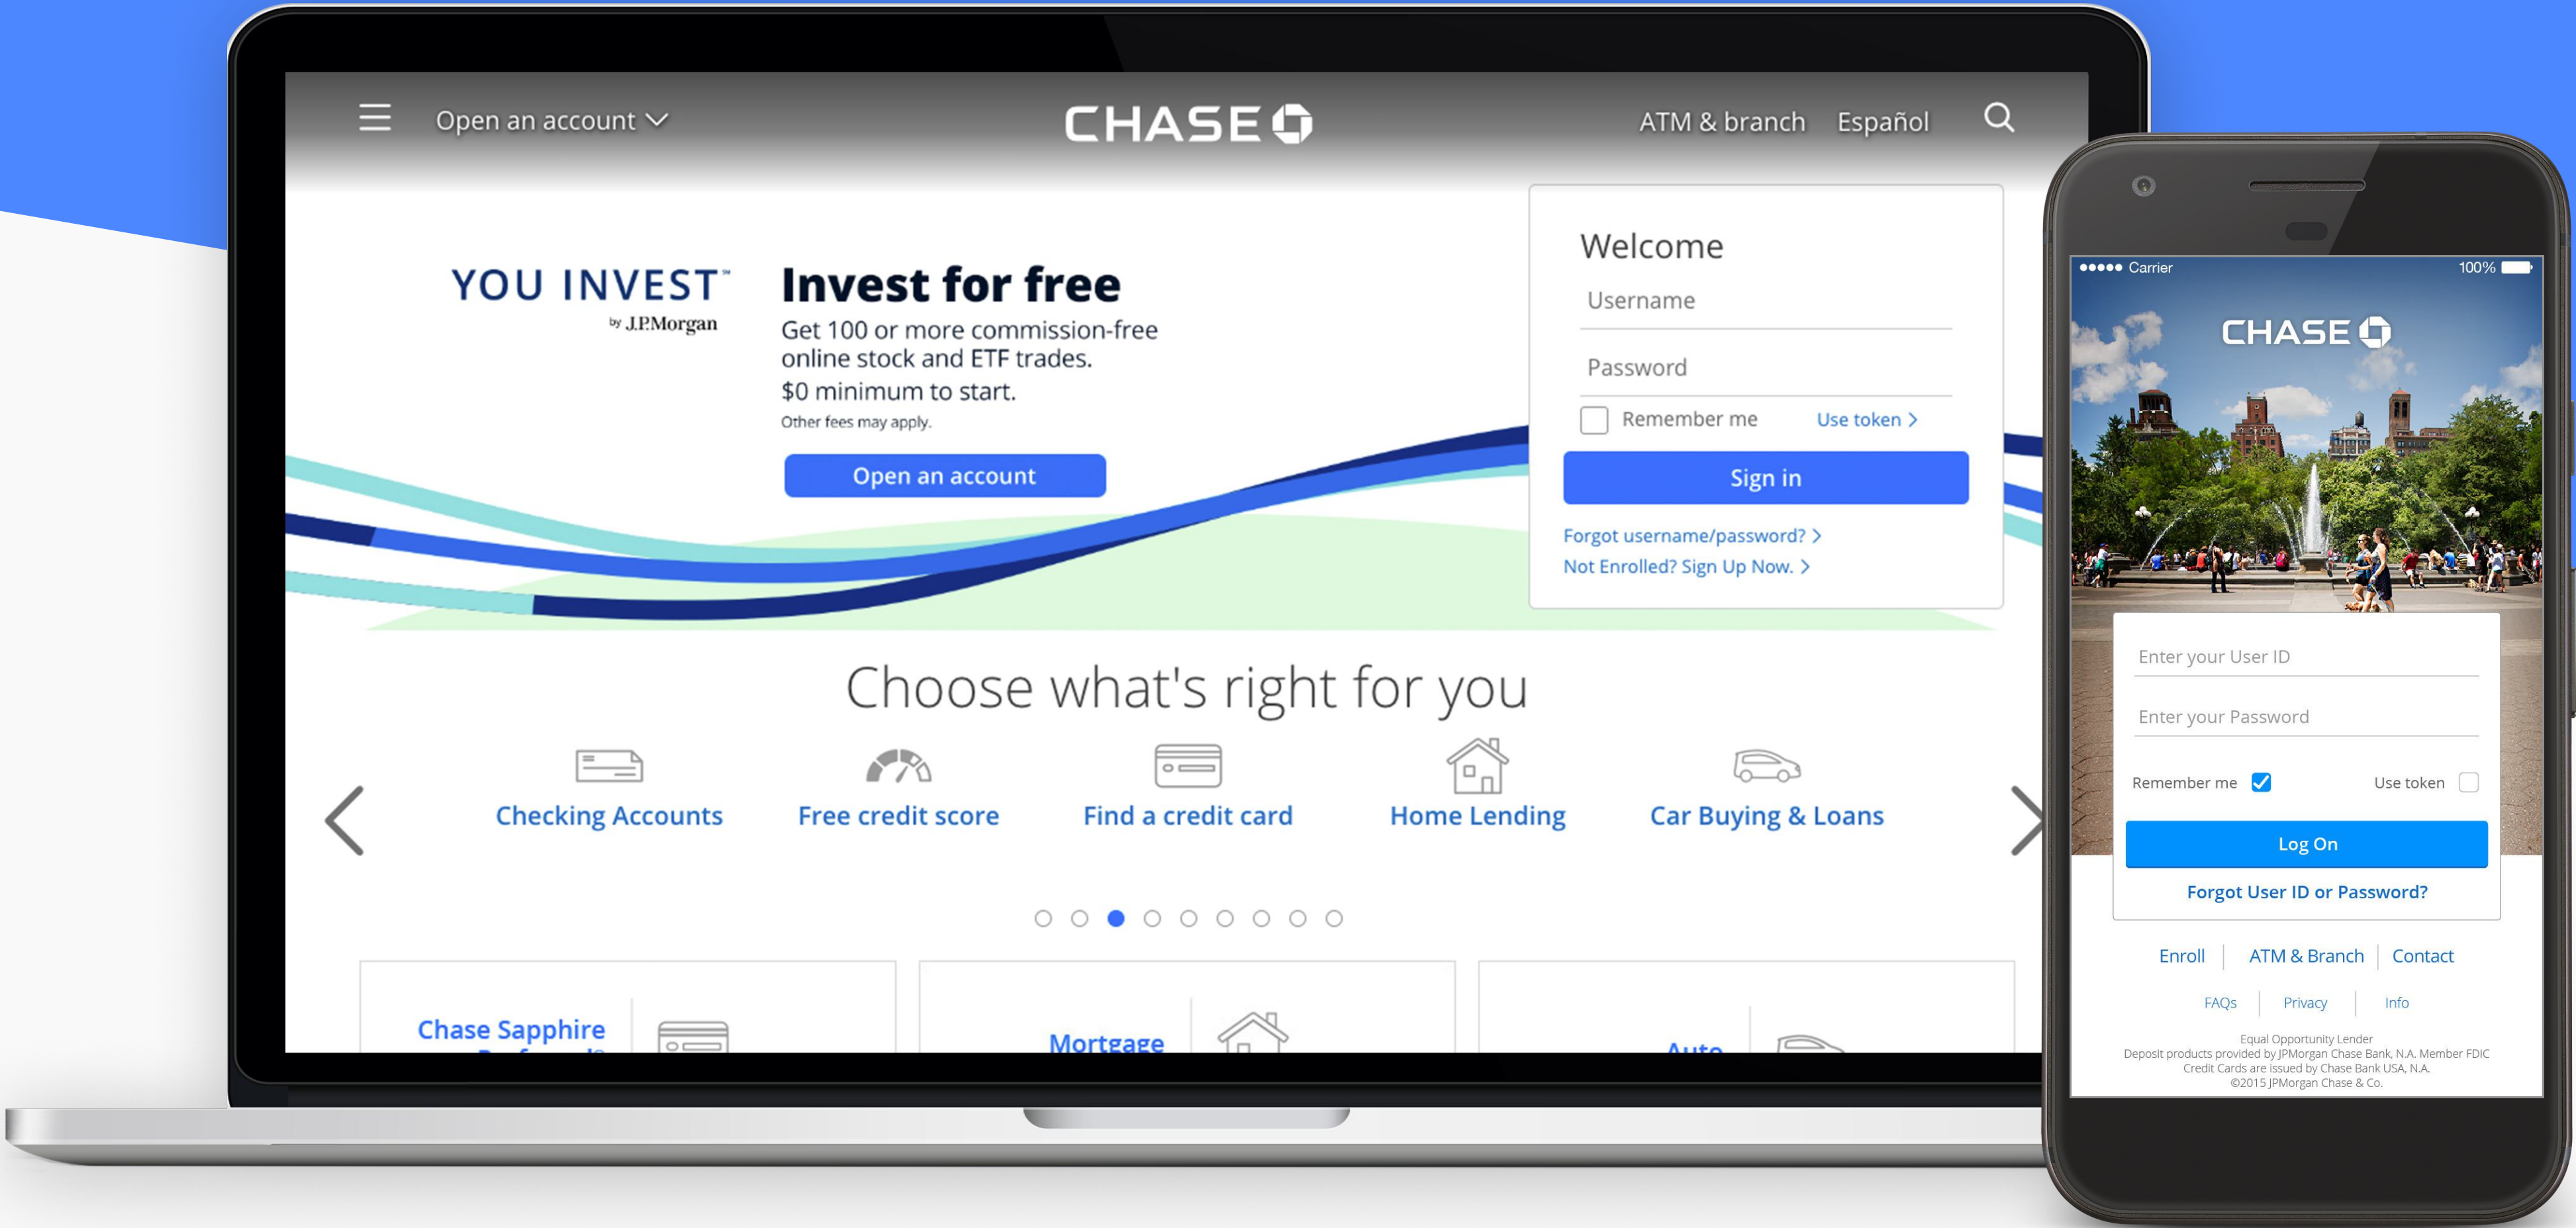 Open an account
CHASE
ATM & branch
Español
YOU INVEST℠
by J.P.Morgan
Invest for free
Get 100 or more commission-free
online stock and ETF trades.
$0 minimum to start.
Other fees may apply.
Open an account
Welcome
Username
Password
Remember me
Use token >
Sign in
Forgot username/password? >
Not Enrolled? Sign Up Now. >
Choose what's right for you
Checking Accounts
Free credit score
Find a credit card
Home Lending
Car Buying & Loans
Chase Sapphire
Mortgage
Auto
Carrier
100%
CHASE
Enter your User ID
Enter your Password
Remember me
Use token
Log On
Forgot User ID or Password?
Enroll
ATM & Branch
Contact
FAQs
Privacy
Info
Equal Opportunity Lender
Deposit products provided by JPMorgan Chase Bank, N.A. Member FDIC
Credit Cards are issued by Chase Bank USA, N.A.
©2015 JPMorgan Chase & Co.